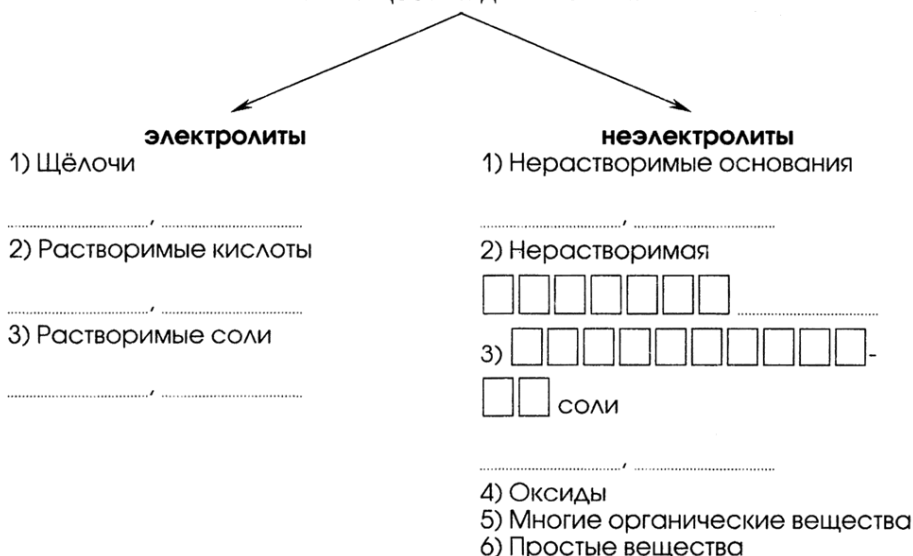 электролиты
1) Щёлочи
2) Растворимые кислоты
3) Растворимые соли
неэлектролиты
1) Нерастворимые основания
2) Нерастворимая
3)
соли
4) Оксиды
5) Многие органические вещества
6) Простые вещества